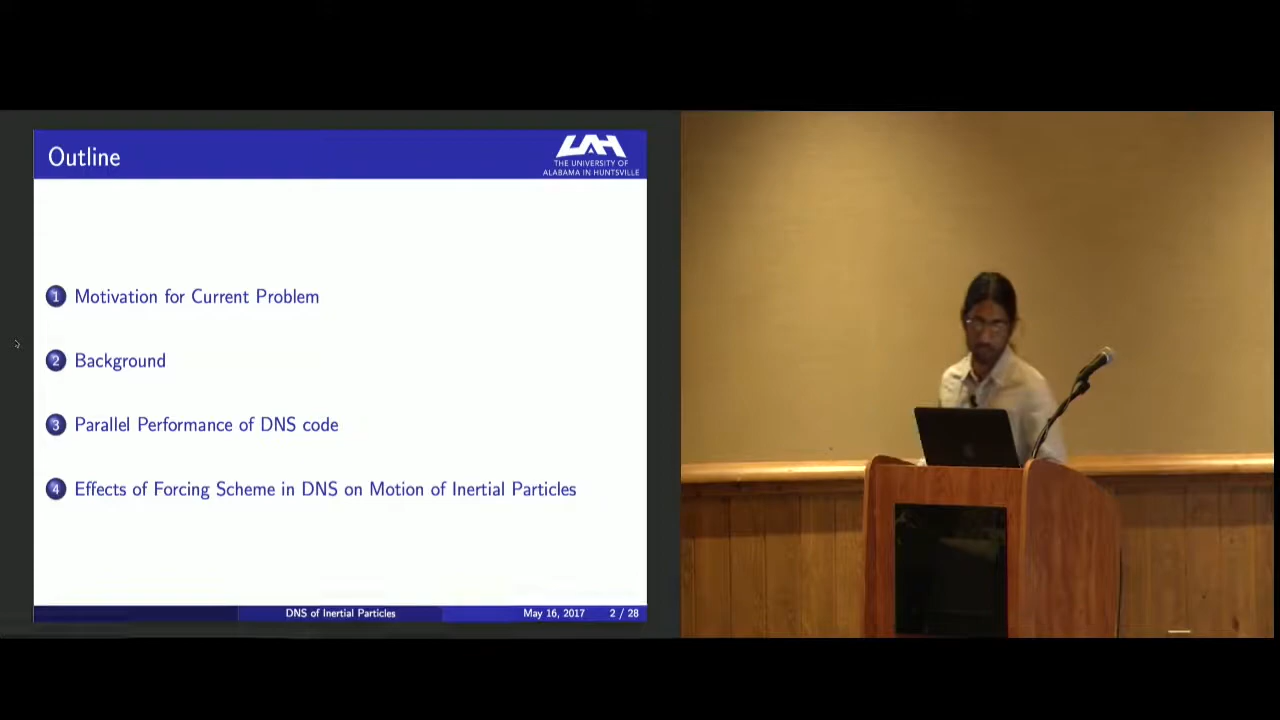 Outline
UAH
THE UNIVERSITY OF
ALABAMA IN HUNTSVILLE
1 Motivation for Current Problem
2 Background
3 Parallel Performance of DNS code
4 Effects of Forcing Scheme in DNS on Motion of Inertial Particles
DNS of Inertial Particles May 16, 2017 2 / 28